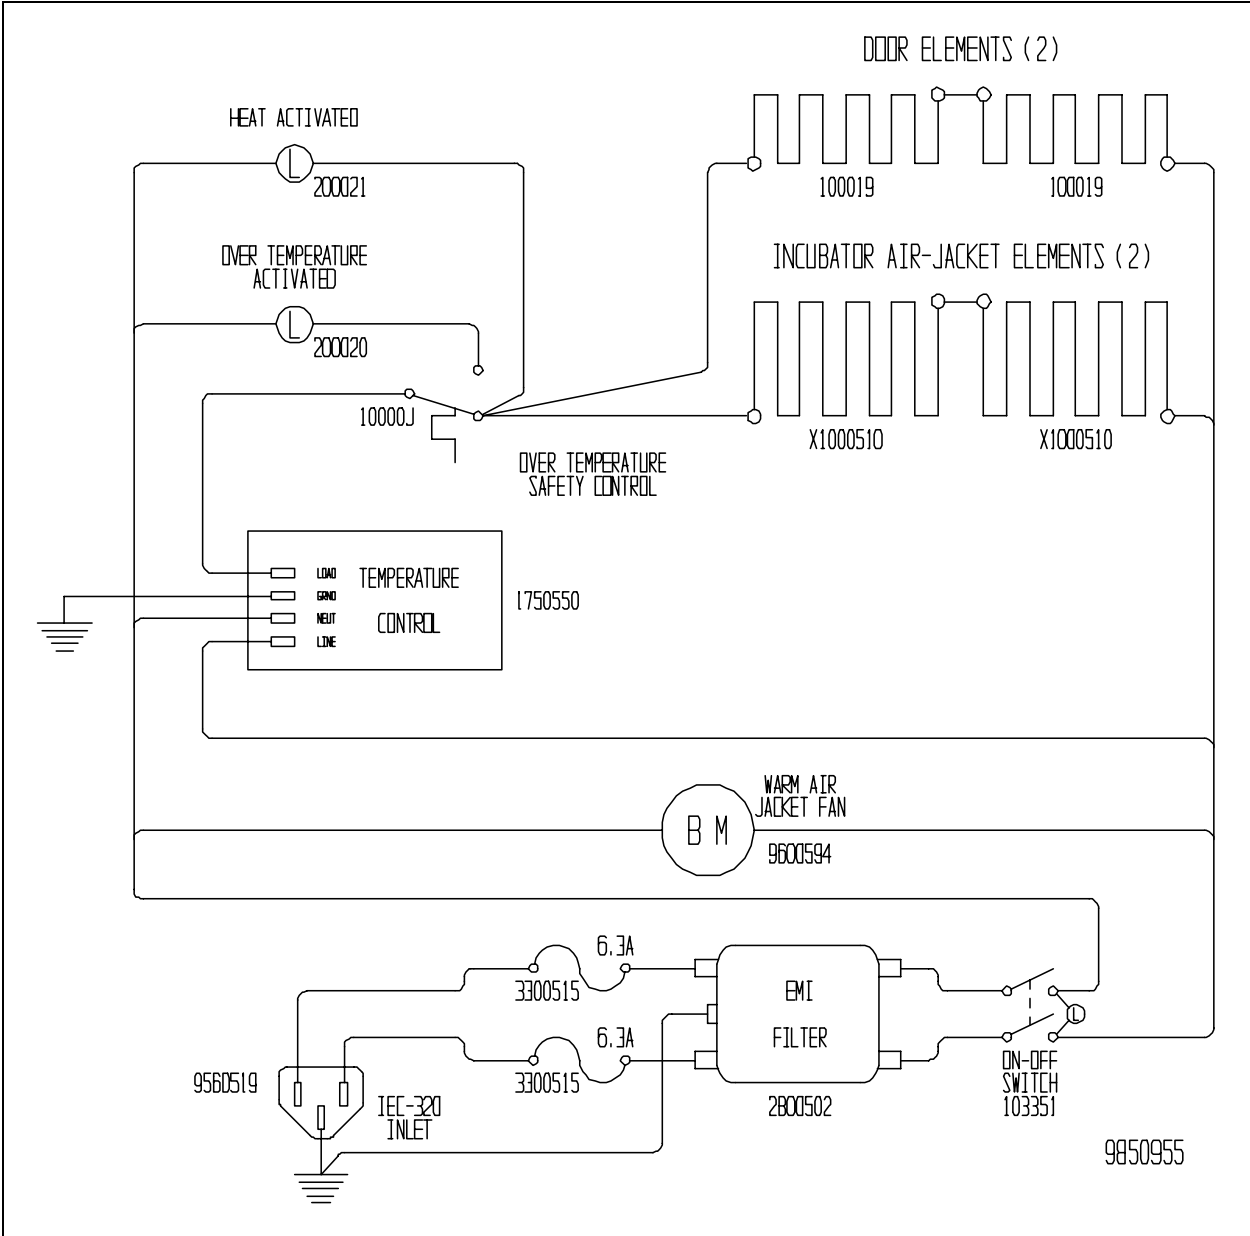 DOOR ELEMENTS (2)
HEAT ACTIVATED
L
200021
100019
100019
OVER TEMPERATURE
ACTIVATED
INCUBATOR AIR-JACKET ELEMENTS (2)
L
200020
10000J
X1000510
X1000510
OVER TEMPERATURE
SAFETY CONTROL
LOAD
GRND
NEUT
LINE
TEMPERATURE
CONTROL
1750550
WARM AIR
JACKET FAN
B M
9600594
6.3A
3300515
EMI
FILTER
6.3A
3300515
2800502
L
ON-OFF
SWITCH
103351
9560519
IEC-320
INLET
9850955